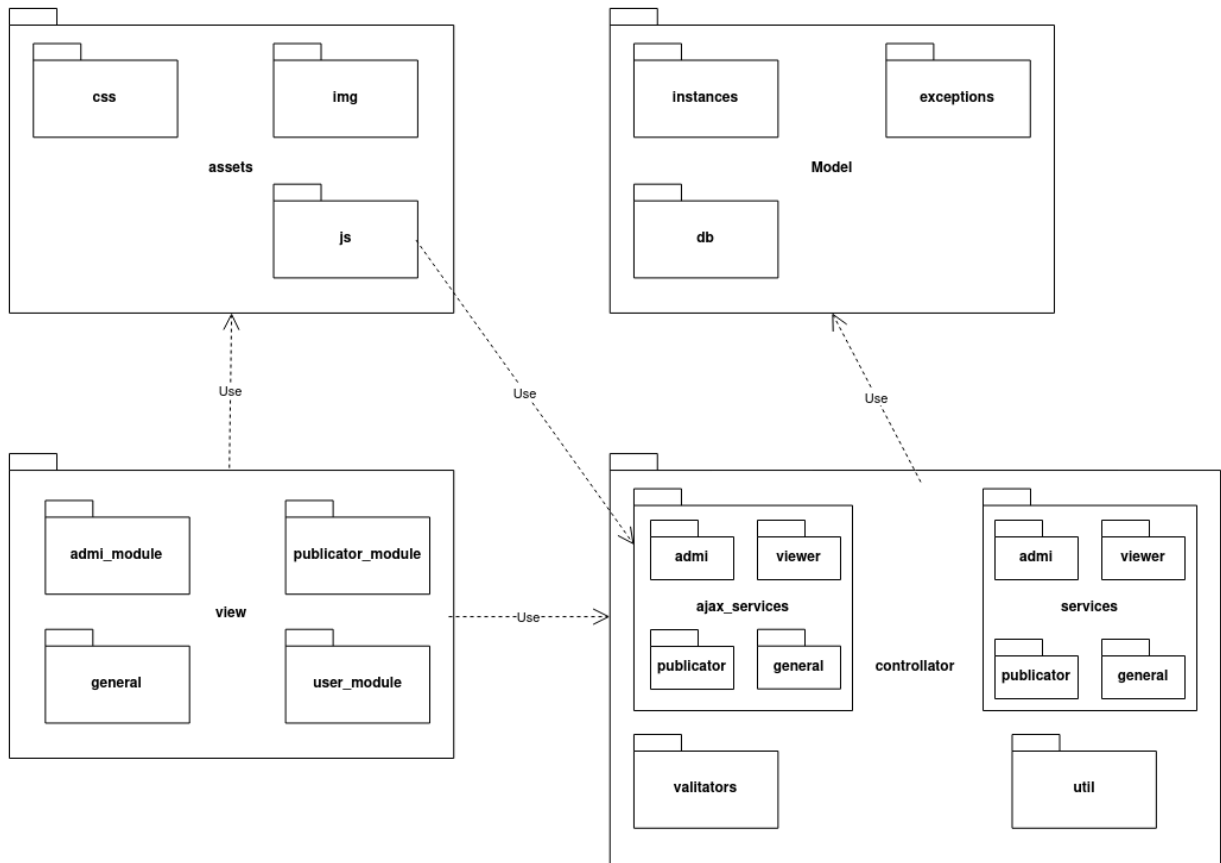 css
img
assets
js
instances
exceptions
Model
db
Use
Use
Use
admi_module
publicator_module
view
general
user_module
Use
admi
viewer
ajax_services
publicator
general
controllator
admi
viewer
services
publicator
general
valitators
util